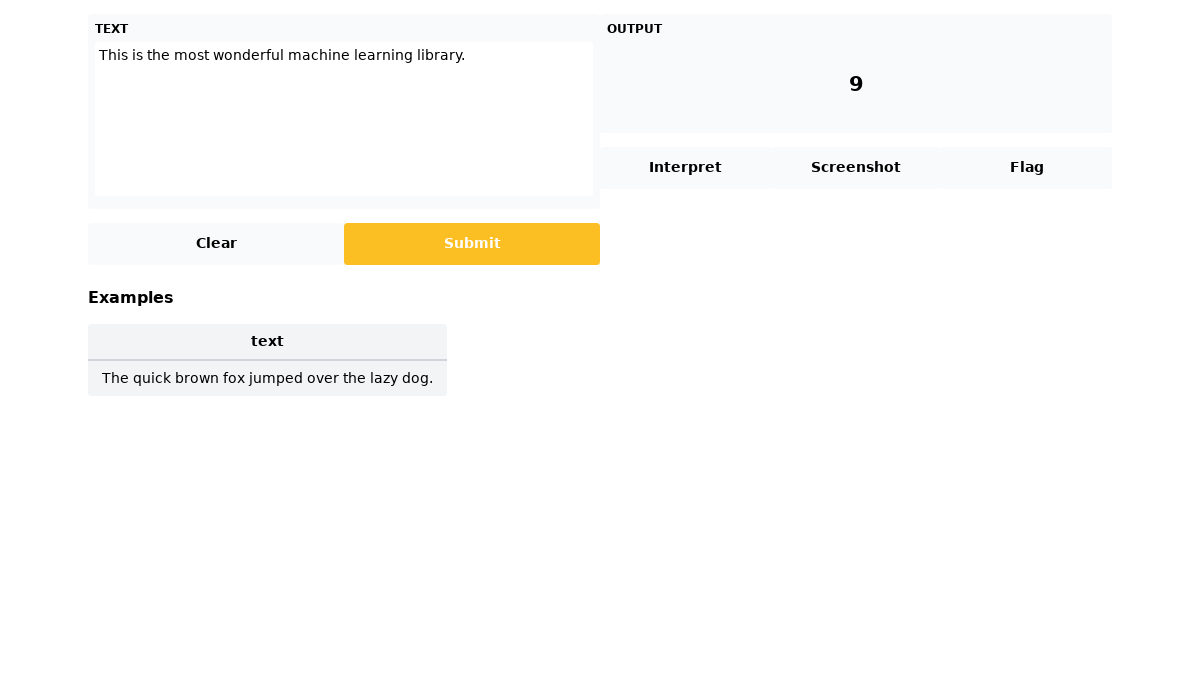 TEXT
This is the most wonderful machine learning library.
Clear
Submit
OUTPUT
9
Interpret
Screenshot
Flag
Examples
text
The quick brown fox jumped over the lazy dog.